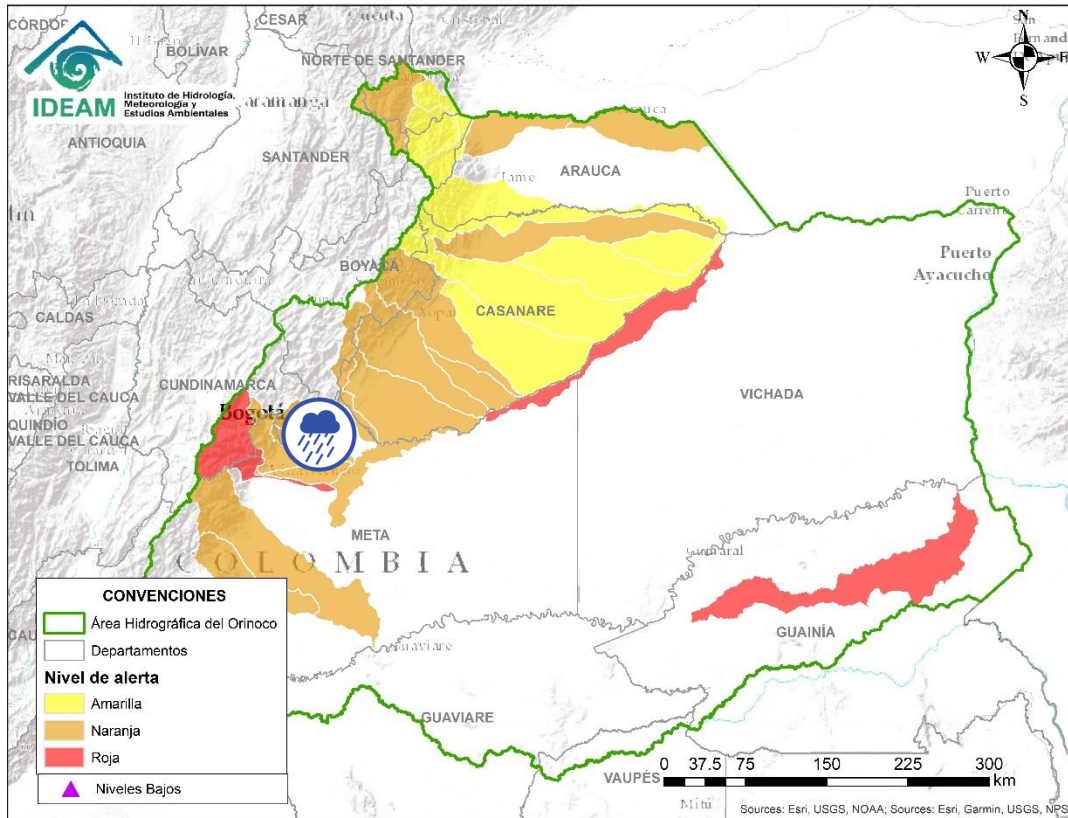 CÓRDO
CESAR
BOLÍVAR
NORTE DE SANTANDER
N
W
E
S
IDEAM
Instituto de Hidrología,
Meteorología y
Estudios Ambientales
ANTIOQUIA
SANTANDER
ARAUCA
Puerto
Carreño
Puerto
Ayacucho
BOYACÁ
CASANARE
CALDAS
RISARALDA
VALLE DEL CAUCA
QUINDÍO
VALLE DEL CAUCA
TOLIMA
CUNDINAMARCA
Bogotá
VICHADA
META
COLOMBIA
GUAINÍA
GUAVIARE
VAUPÉS
Mitú
CONVENCIONES
Área Hidrográfica del Orinoco
Departamentos
Nivel de alerta
Amarilla
Naranja
Roja
Niveles Bajos
0 37.5 75 150 225 300
km
Sources: Esri, USGS, NOAA; Sources: Esri, Garmin, USGS, NPS